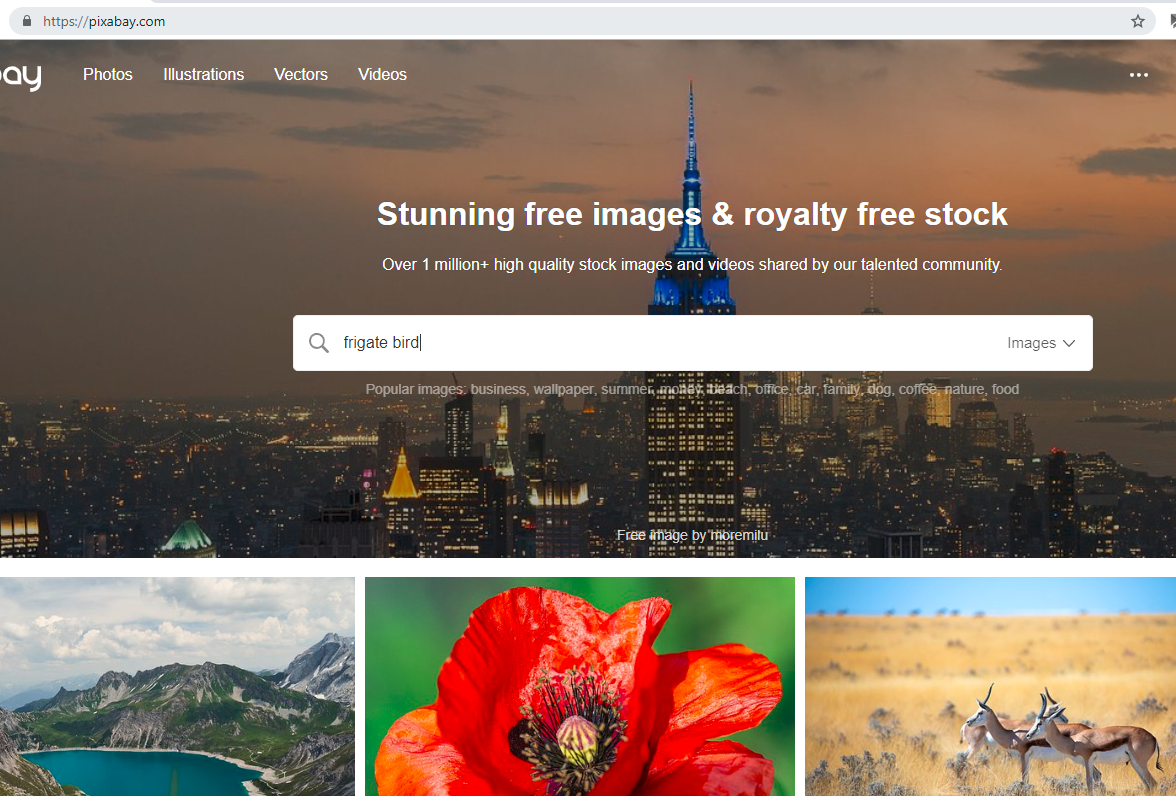 https://pixabay.com
bay
Photos Illustrations Vectors Videos
Stunning free images & royalty free stock
Over 1 million+ high quality stock images and videos shared by our talented community.
frigate bird Images
Popular images: business, wallpaper, summer, money, beach, office, car, family, dog, coffee, nature, food
Free image by moremilu